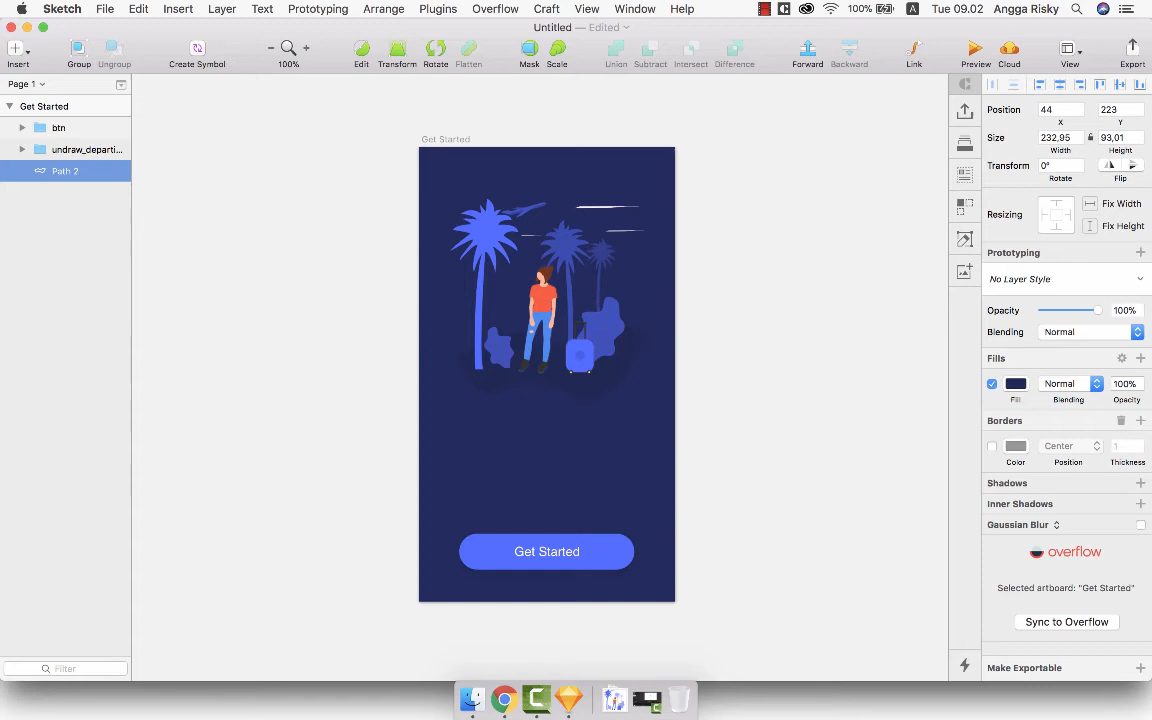 Sketch File Edit Insert Layer Text Prototyping Arrange Plugins Overflow Craft View Window Help 100% A Tue 09.02 Angga Risky
Untitled — Edited
Insert Group Ungroup Create Symbol 100% Edit Transform Rotate Flatten Mask Scale Union Subtract Intersect Difference Forward Backward Link Preview Cloud View Export
Page 1
Get Started
btn
undraw_departi...
Path 2
Filter
Get Started
Get Started
Position 44 223
X Y
Size 232,95 93,01
Width Height
Transform 0°
Rotate Flip
Resizing Fix Width
Fix Height
Prototyping
No Layer Style
Opacity 100%
Blending Normal
Fills
Normal 100%
Fill Blending Opacity
Borders
Center 1
Color Position Thickness
Shadows
Inner Shadows
Gaussian Blur
overflow
Selected artboard: "Get Started"
Sync to Overflow
Make Exportable